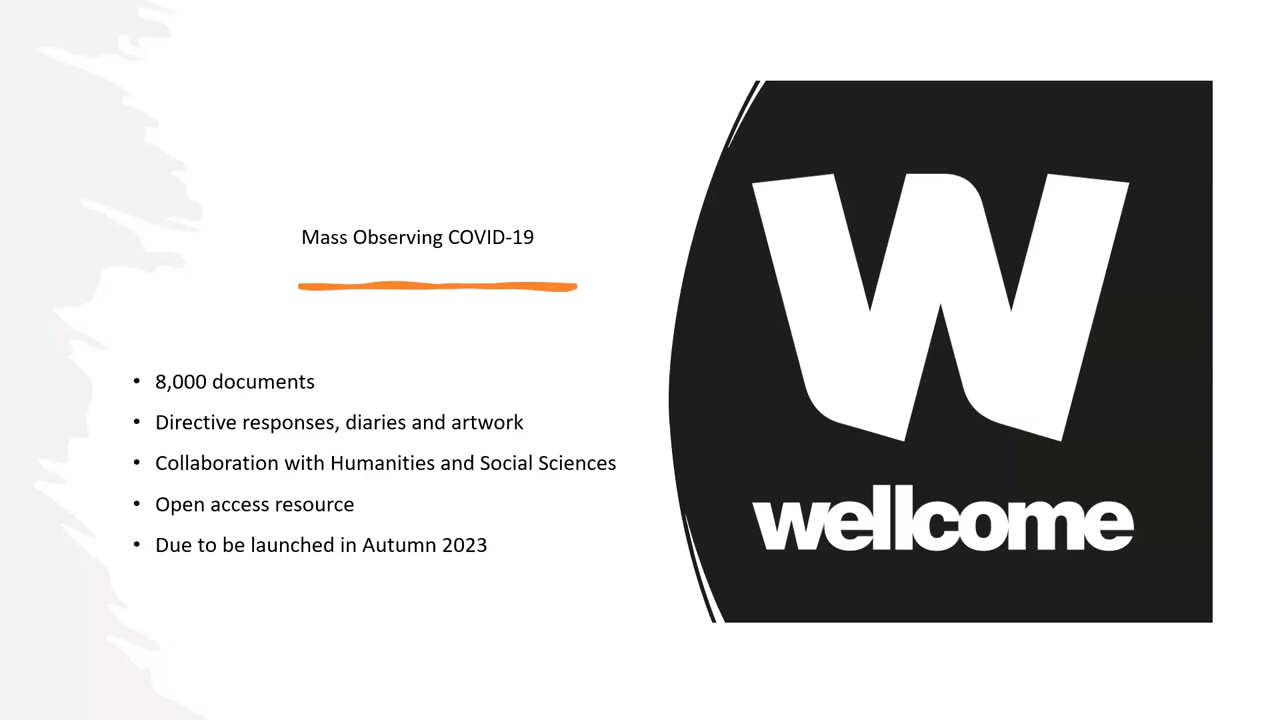 Mass Observing COVID-19
• 8,000 documents
• Directive responses, diaries and artwork
• Collaboration with Humanities and Social Sciences
• Open access resource
• Due to be launched in Autumn 2023
W
wellcome